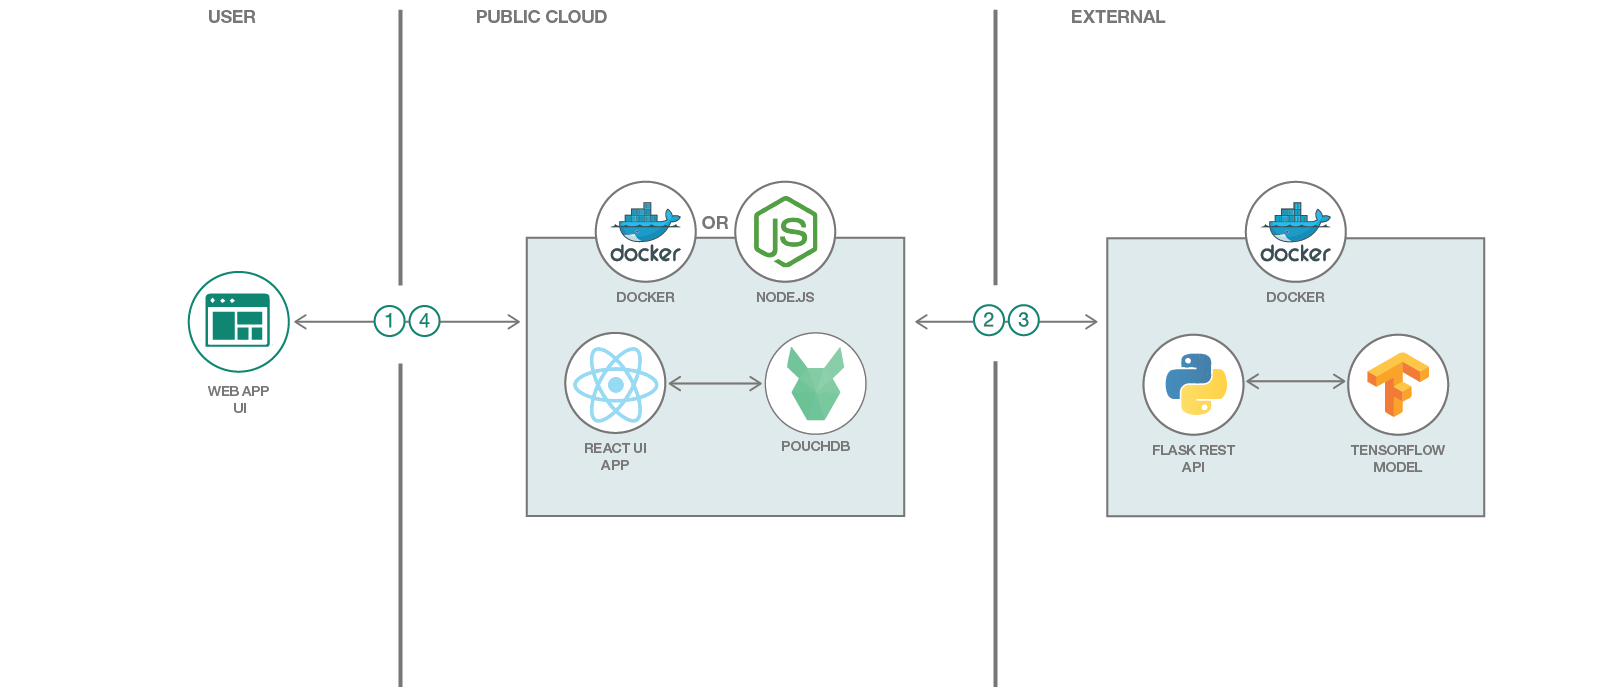 USER
PUBLIC CLOUD
EXTERNAL
docker
OR
JS
docker
DOCKER
NODE.JS
DOCKER
1 4
2 3
WEB APP
UI
REACT UI
APP
POUCHDB
FLASK REST
API
TENSORFLOW
MODEL